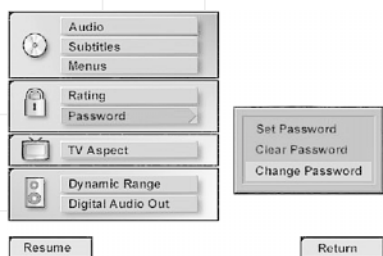 Audio
Subtitles
Menus
Rating
Password
TV Aspect
Dynamic Range
Digital Audio Out
Set Password
Clear Password
Change Password
Resume
Return